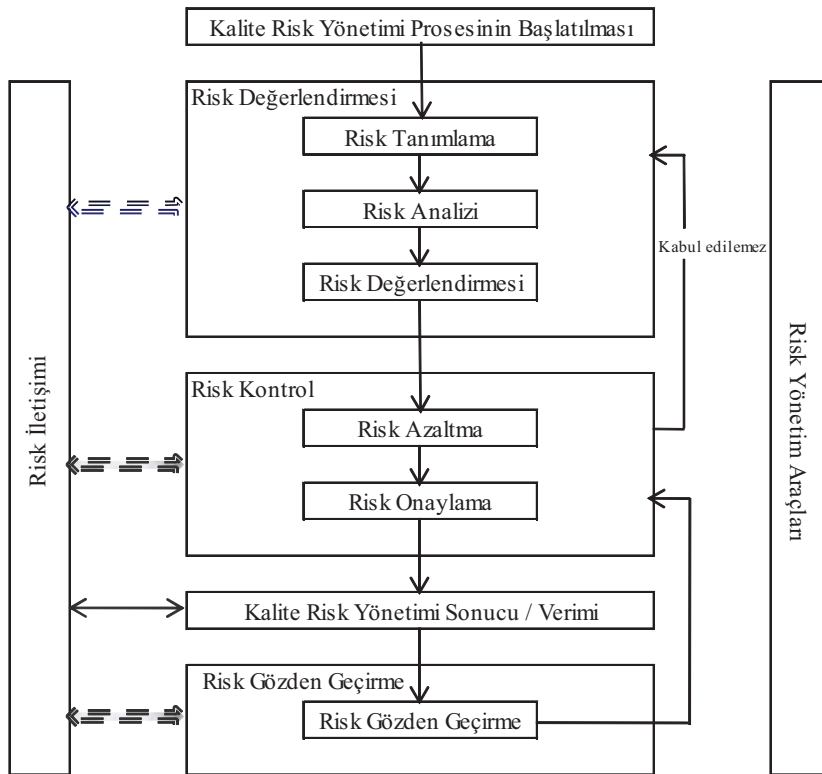 Kalite Risk Yönetimi Prosesinin Başlatılması
Risk Değerlendirmesi
Risk Tanımlama
Risk Analizi
Risk Değerlendirmesi
Kabul edilemez
Risk Kontrol
Risk Azaltma
Risk Onaylama
Kalite Risk Yönetimi Sonucu / Verimi
Risk Gözden Geçirme
Risk Gözden Geçirme
Risk İletişimi
Risk Yönetim Araçları